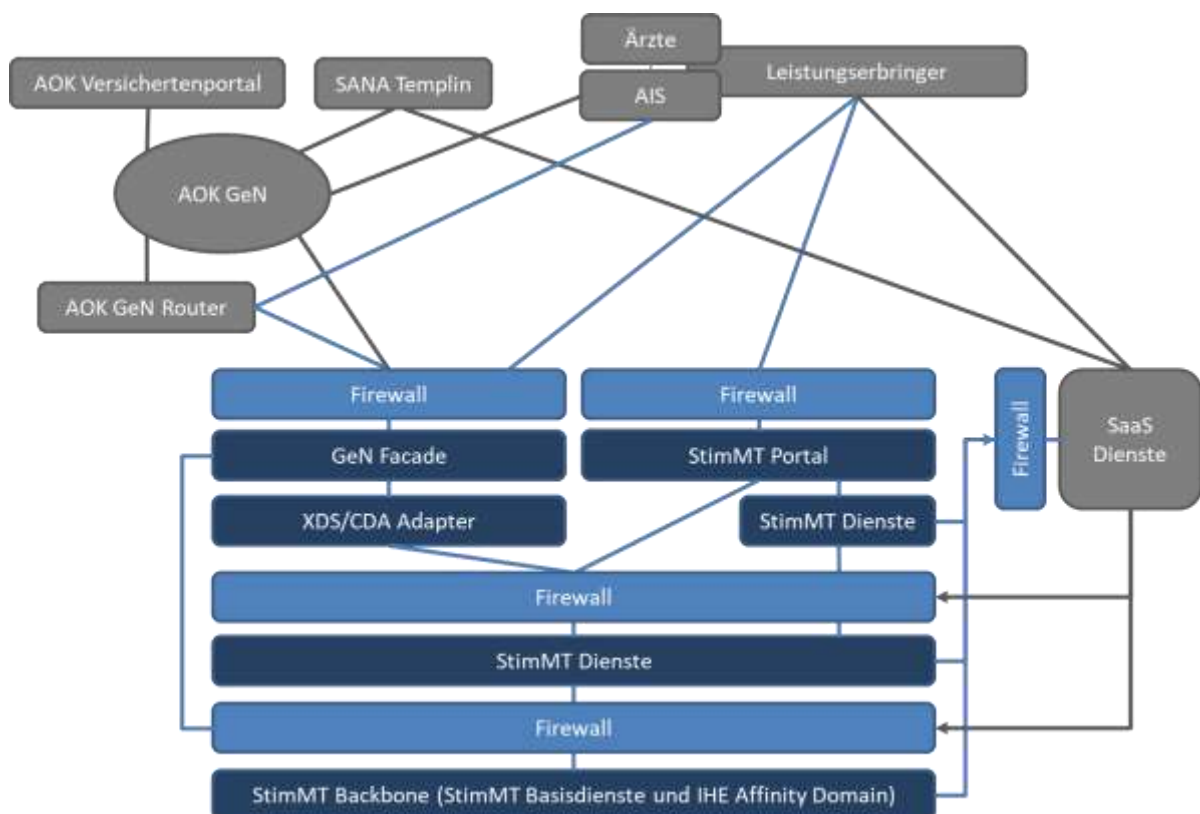 Ärzte
AOK Versichertenportal
SANA Templin
AIS
Leistungserbringer
AOK GeN
AOK GeN Router
Firewall
Firewall
Firewall
SaaS
Dienste
GeN Facade
StimMT Portal
XDS/CDA Adapter
StimMT Dienste
Firewall
StimMT Dienste
Firewall
StimMT Backbone (StimMT Basisdienste und IHE Affinity Domain)